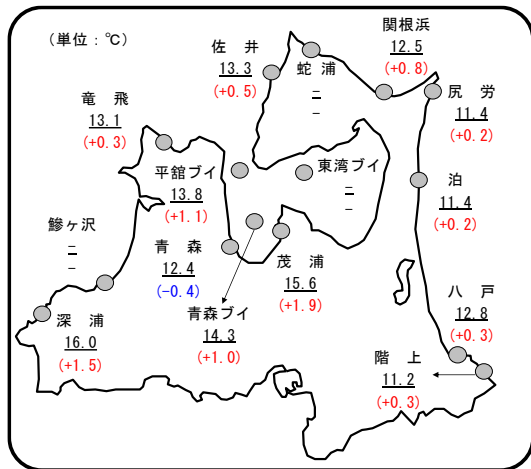 (単位：℃)
関根浜
12.5
(+0.8)
佐 井
13.3
(+0.5)
蛇 浦
－
－
尻 労
11.4
(+0.2)
竜 飛
13.1
(+0.3)
平舘ブイ
13.8
(+1.1)
東湾ブイ
－
－
泊
11.4
(+0.2)
鰺ヶ沢
－
－
青 森
12.4
(-0.4)
茂 浦
15.6
(+1.9)
青森ブイ
14.3
(+1.0)
八 戸
12.8
(+0.3)
深 浦
16.0
(+1.5)
階 上
11.2
(+0.3)